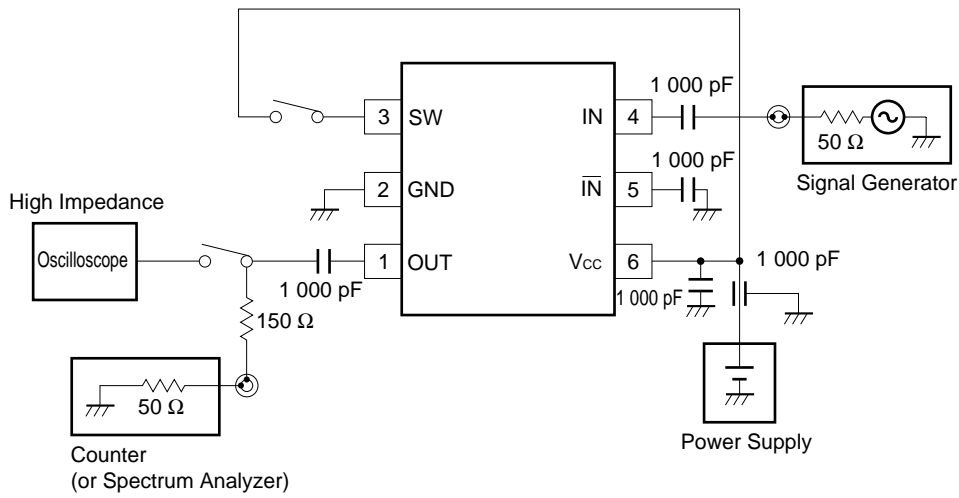 1 000 pF
3
SW
IN
4
50 Ω
Signal Generator
1 000 pF
2
GND
IN
5
High Impedance
Oscilloscope
1
OUT
VCC
6
1 000 pF
1 000 pF
1 000 pF
150 Ω
50 Ω
Counter
(or Spectrum Analyzer)
Power Supply